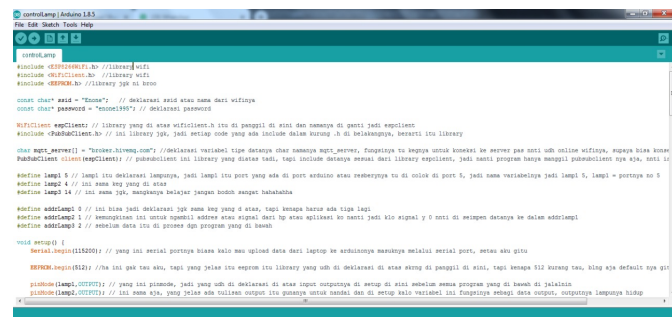 controlLamp | Arduino 1.8.5
File Edit Sketch Tools Help
controlLamp
#include <ESP8266WiFi.h> //library wifi
#include <WiFiClient.h> //library wifi
#include <EEPROM.h> //library jgk ni broo
const char* ssid = "Encne"; // deklarasi ssid atau nama dari wifinya
const char* password = "encne1995"; // deklarasi password
WiFiClient espClient; // library yang di atas wificlient.h itu di panggil di sini dan namanya di ganti jadi espclient
#include <PubSubClient.h> // ini library jgk, jadi setiap code yang ada include dalam kurung .h di belakangnya, berarti itu library
char mqtt_server[] = "broker.hivemq.com"; //deklarasi variabel tipe datanya char namanya mqtt_server, fungsinya tu kegnya untuk koneksi ke server pas nnti udh online wifinya, supaya bisa konse
PubSubClient client(espClient); // pubsubclient ini library yang diatas tadi, tapi include datanya sesuai dari library espclient, jadi nanti program hanya manggil pubsubclient nya aja, nnti is
#define lamp1 5 // lamp1 itu deklarasi lampunya, jadi lamp1 itu port yang ada di port arduino atau resberynya tu di colok di port 5, jadi nama variabelnya jadi lamp1 5, lamp1 = portnya no 5
#define lamp2 4 // ini sama keg yang di atas
#define lamp3 14 // ini sama jgk, mangkanya belajar jangan bodoh sanget hahahahha
#define addrLamp1 0 // ini bisa jadi deklarasi jgk sama keg yang d atas, tapi kenapa harus ada tiga lagi
#define addrLamp2 1 // kemungkinan ini untuk ngambil addres atau signal dari hp atau aplikasi ko nanti jadi klo signal y 0 nnti di seimpen datanya ke dalam addrlamp1
#define addrLamp3 2 // sebelum data itu di proses dgn program yang di bawah
void setup() {
Serial.begin(115200); // yang ini serial portnya biasa kalo mau upload data dari laptop ke arduinonya masuknya melalui serial port, setau aku gitu
EEPROM.begin(512); //ha ini gak tau aku, tapi yang jelas itu eeprom itu library yang udh di deklarasi di atas skrng di panggil di sini, tapi kenapa 512 kurang tau, blng aja default nya git
pinMode(lamp1,OUTPUT); // yang ini pinmode, jadi yang udh di deklarasi di atas input outputnya di setup di sini sebelum semua program yang di bawah di jalanin
pinMode(lamp2,OUTPUT); // ini sama aja, yang jelas ada tulisan output itu gunanya untuk nandai dan di setup kalo variabel ini fungsinya sebagi data output, outputnya lampunya hidup